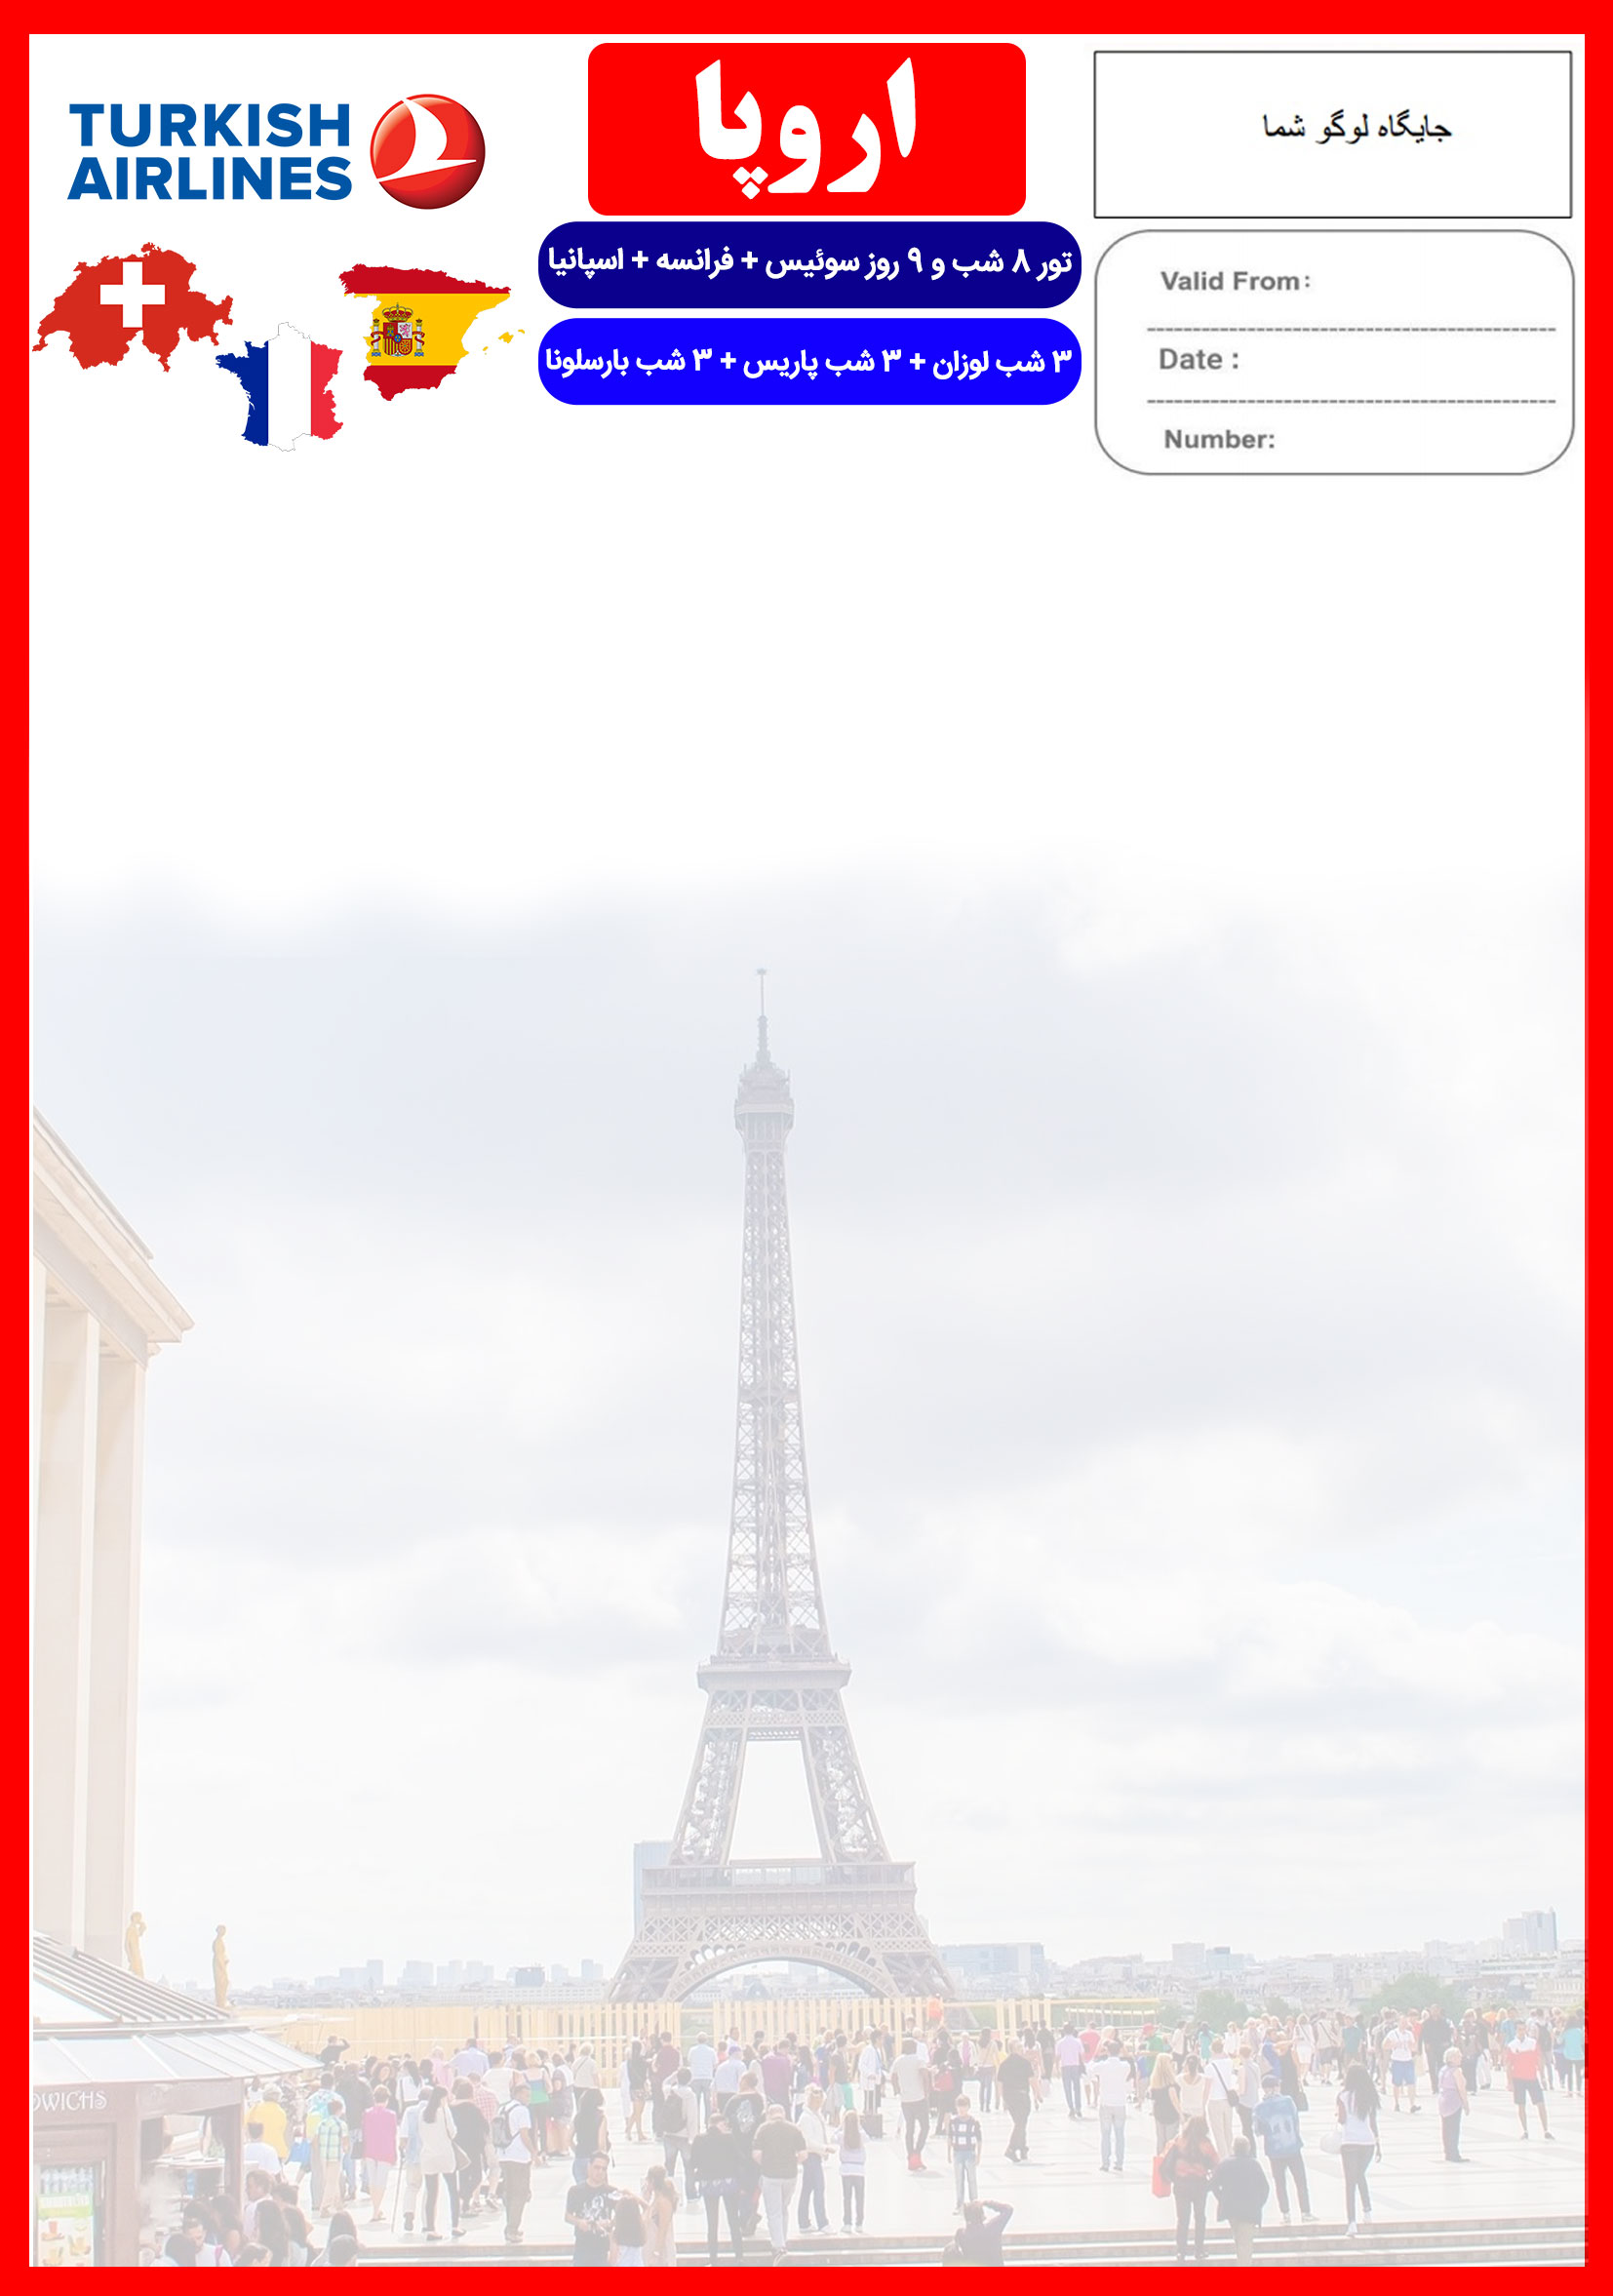 TURKISH
AIRLINES
اروپا
جایگاه لوگو شما
تور ۸ شب و ۹ روز سوئیس + فرانسه + اسپانیا
۳ شب لوزان + ۳ شب پاریس + ۳ شب بارسلونا
Valid From:
Date :
Number:
DWICHS